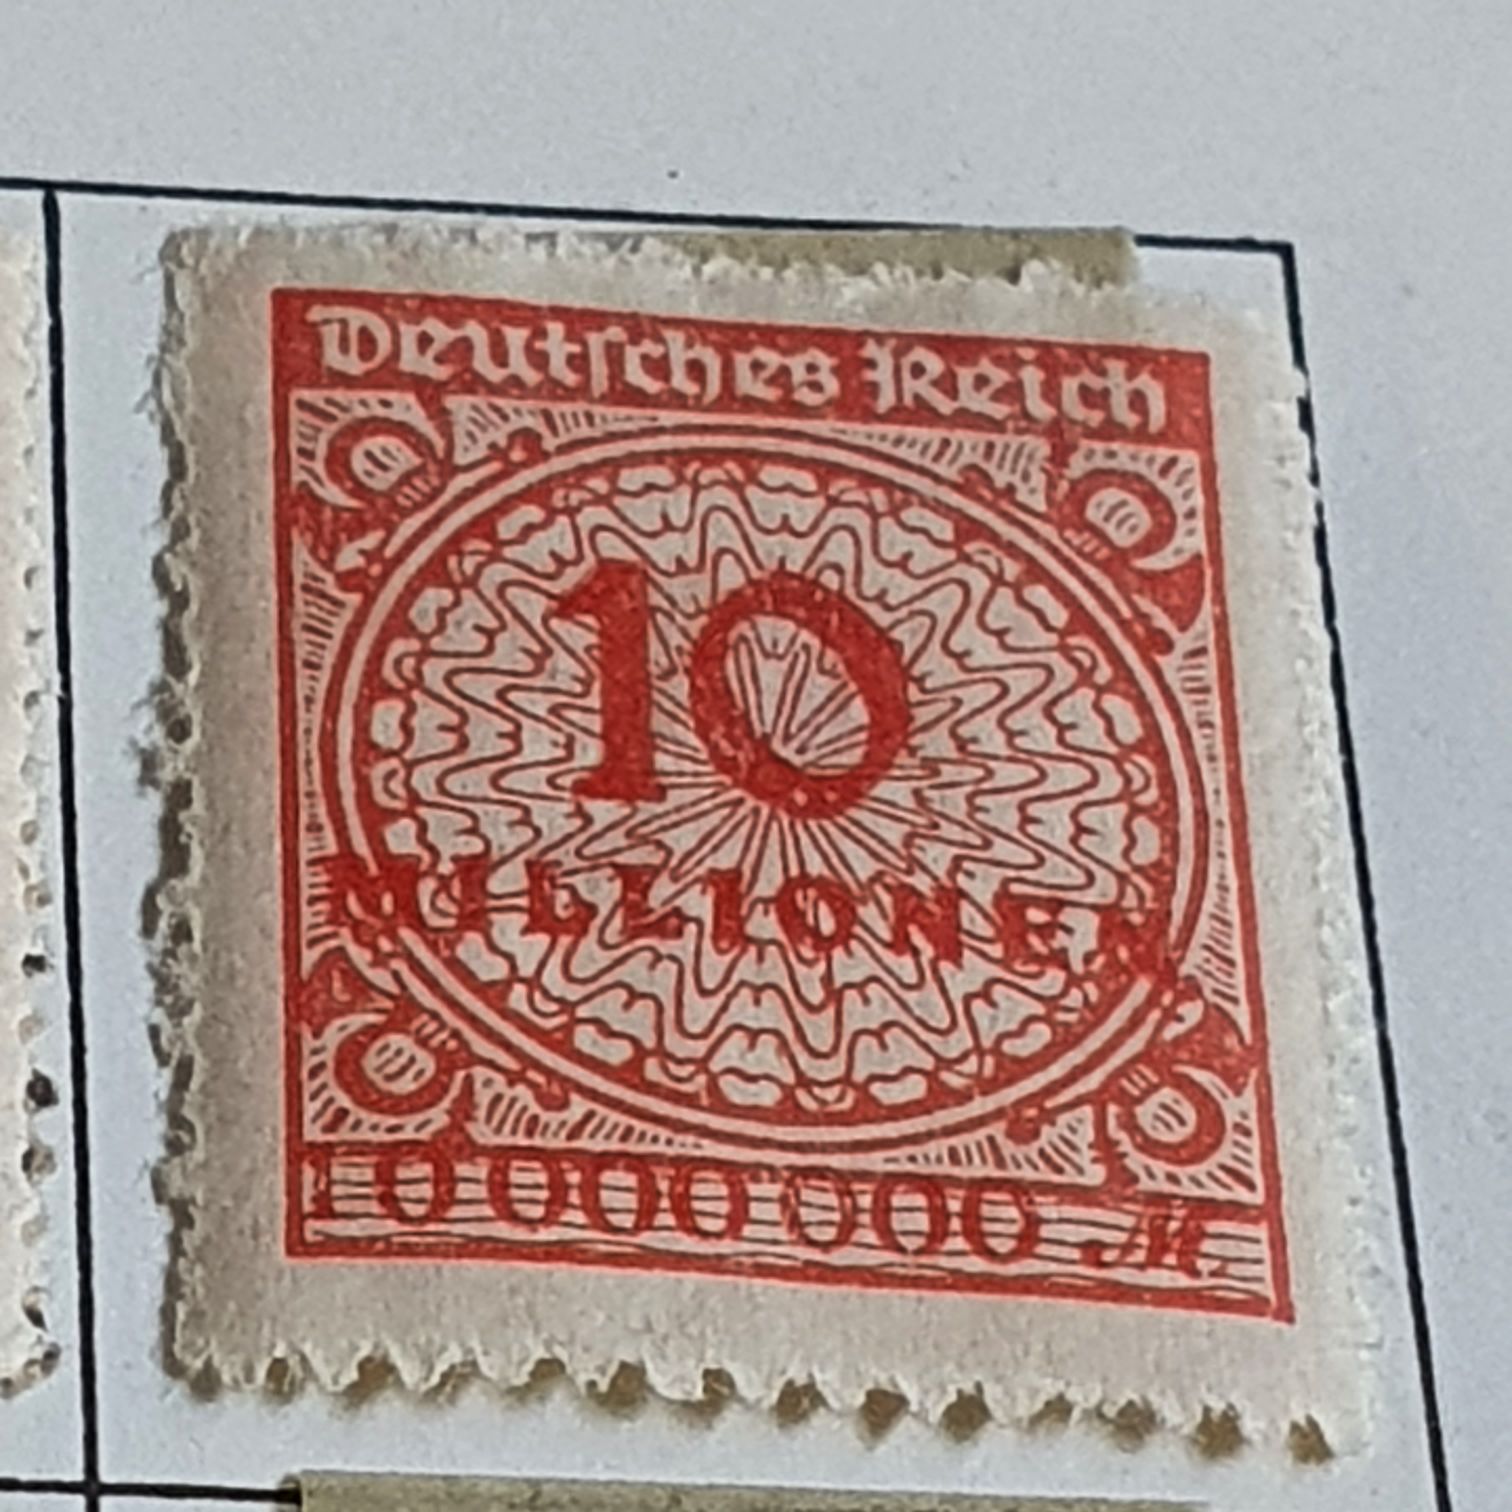 Deutsches Reich
10
MILLIONEN
10 000 000 M.